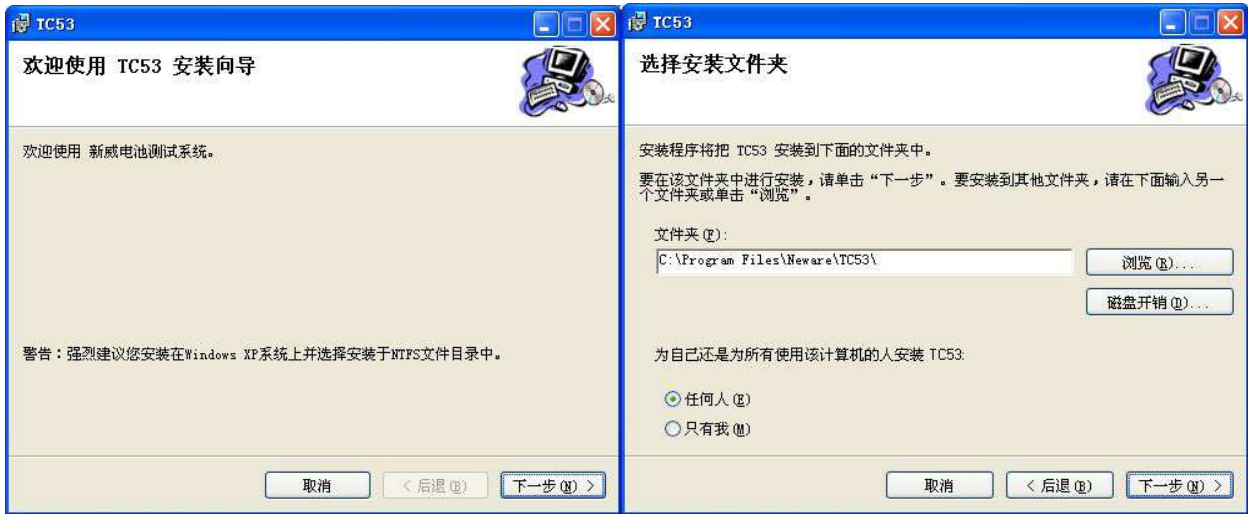 TC53
欢迎使用 TC53 安装向导
欢迎使用 新威电池测试系统。
警告：强烈建议您安装在Windows XP系统上并选择安装于NTFS文件目录中。
取消
< 后退(B)
下一步(N) >
TC53
选择安装文件夹
安装程序将把 TC53 安装到下面的文件夹中。
要在该文件夹中进行安装，请单击“下一步”。要安装到其他文件夹，请在下面输入另一
个文件夹或单击“浏览”。
文件夹(F):
C:\Program Files\Neware\TC53\
浏览(R)...
磁盘开销(D)...
为自己还是为所有使用该计算机的人安装 TC53:
任何人(E)
只有我(M)
取消
< 后退(B)
下一步(N) >